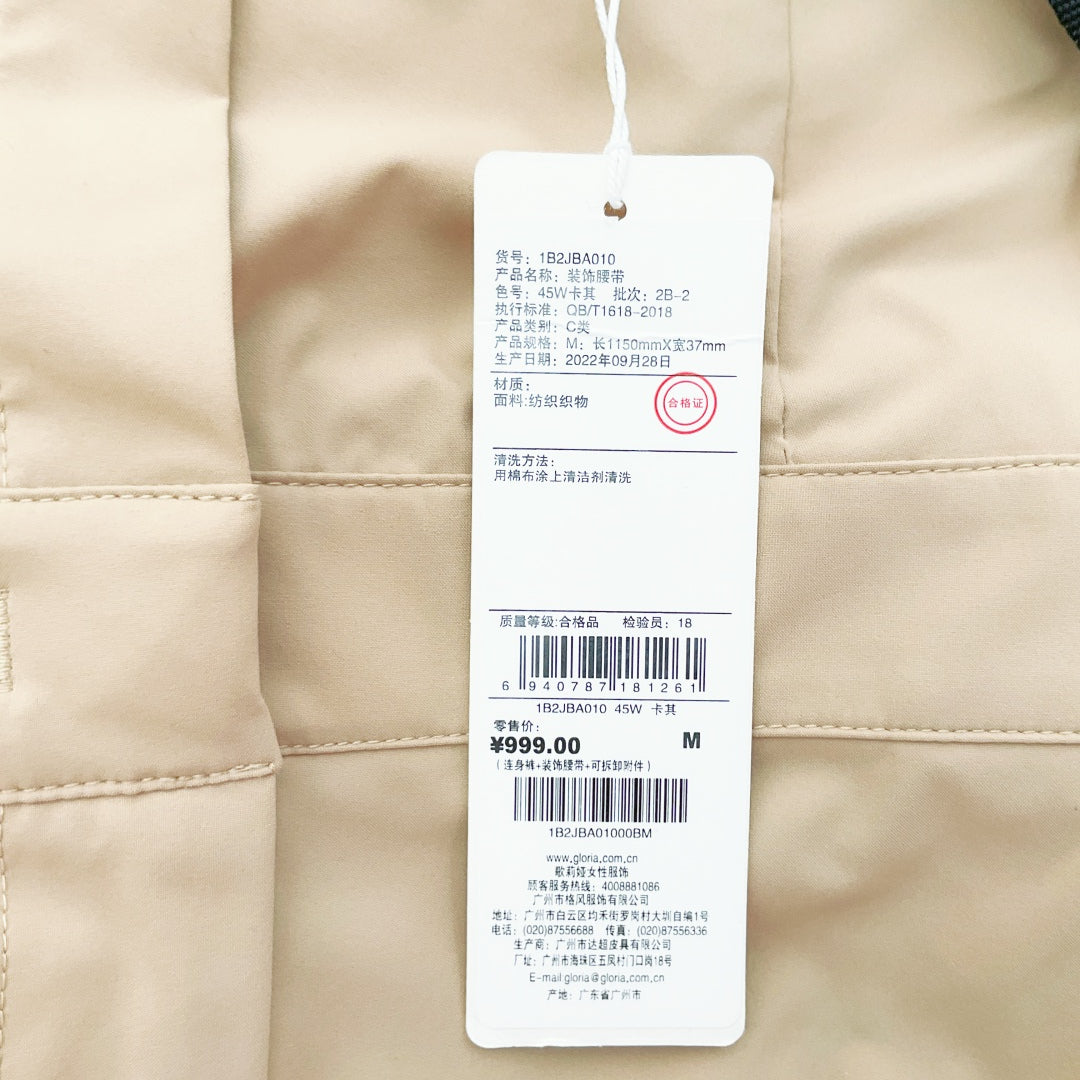 货号：1B2JBA010
产品名称：装饰腰带
色号：45W卡其 批次：2B-2
执行标准：QB/T1618-2018
产品类别：C类
产品规格：M：长1150mmX宽37mm
生产日期：2022年09月28日
材质：
面料:纺织织物
合格证
清洗方法：
用棉布涂上清洁剂清洗
质量等级:合格品 检验员：18
6 940787 181261
1B2JBA010 45W 卡其
零售价：
¥999.00 M
（连身裤+装饰腰带+可拆卸附件）
1B2JBA01000BM
www.gloria.com.cn
歌莉娅女性服饰
顾客服务热线：4008881086
广州市格风服饰有限公司
地址：广州市白云区均禾街罗岗村大圳自编1号
电话：(020)87556688 传真：(020)87556336
生产商：广州市达超皮具有限公司
厂址：广州市海珠区五凤村门口岗18号
E-mail:gloria@gloria.com.cn
产地：广东省广州市